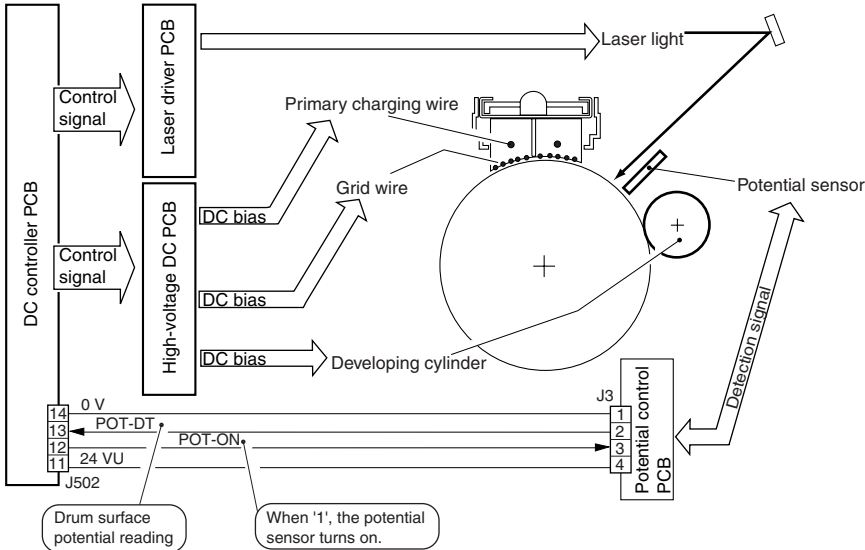 DC controller PCB
Laser driver PCB
Laser light
Control
signal
Primary charging wire
Grid wire
Potential sensor
High-voltage DC PCB
Control
signal
DC bias
DC bias
DC bias
Developing cylinder
Detection signal
J3
Potential control
PCB
14
13
12
11
0 V
POT-DT
POT-ON
24 VU
1
2
3
4
J502
Drum surface
potential reading
When '1', the potential
sensor turns on.